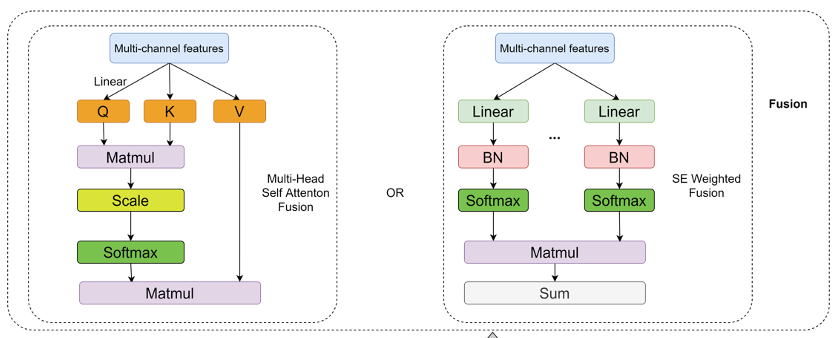 Multi-channel features
Linear
Q
K
V
Matmul
Scale
Softmax
Matmul
Multi-Head
Self Attenton
Fusion
OR
Multi-channel features
Linear
...
Linear
BN
BN
Softmax
Softmax
Matmul
Sum
SE Weighted
Fusion
Fusion